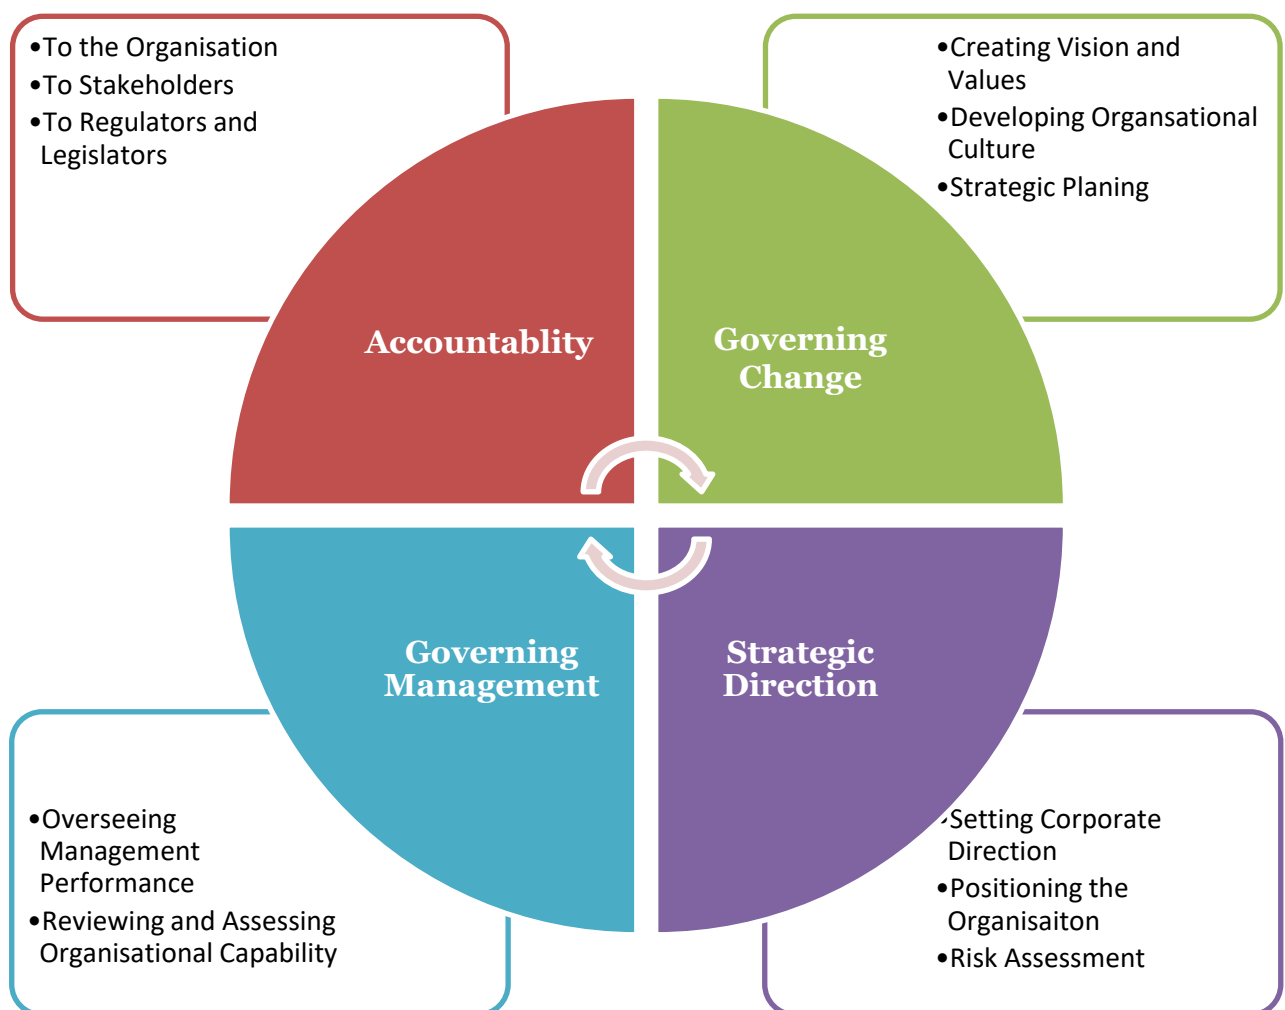 •To the Organisation
•To Stakeholders
•To Regulators and
Legislators
•Creating Vision and
Values
•Developing Organsational
Culture
•Strategic Planing
Accountablity
Governing
Change
Governing
Management
Strategic
Direction
•Overseeing
Management
Performance
•Reviewing and Assessing
Organisational Capability
•Setting Corporate
Direction
•Positioning the
Organisaiton
•Risk Assessment